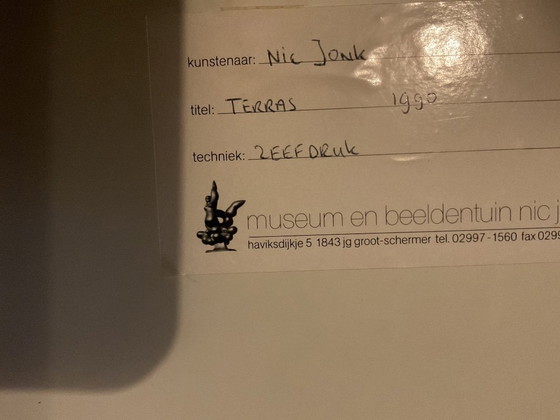 kunstenaar: Nic Jonk
titel: TERRAS 1990
techniek: ZEEFDRUK
museum en beeldentuin nic j
haviksdijkje 5 1843 jg groot-schermer tel. 02997-1560 fax 0299